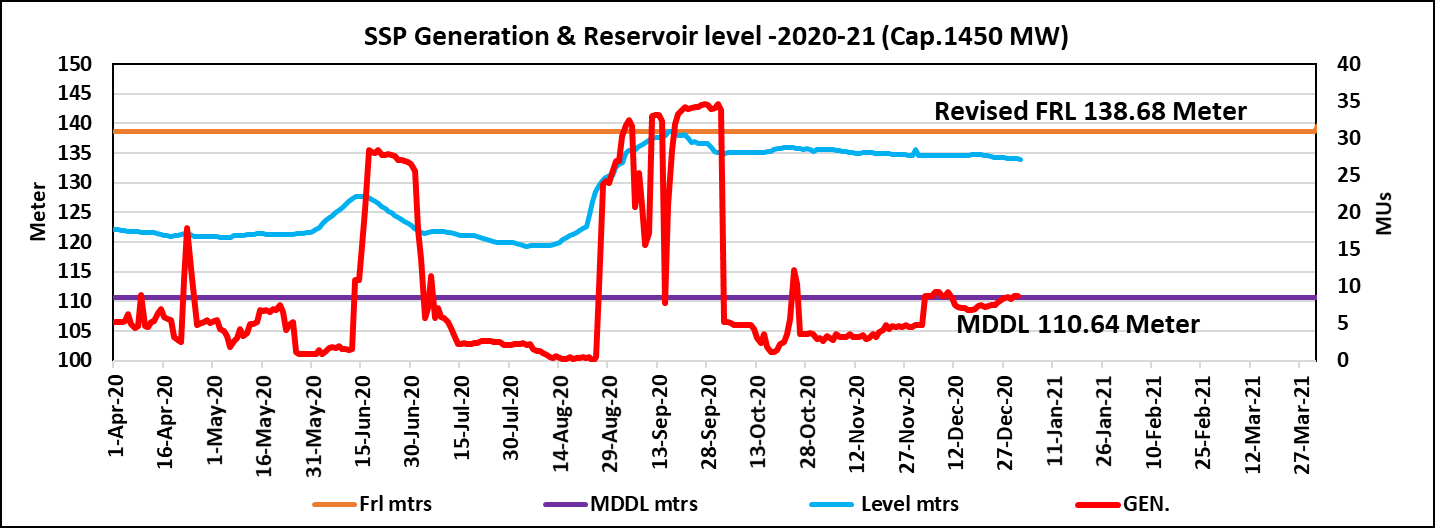 SSP Generation & Reservoir level -2020-21 (Cap.1450 MW)
150
145
140
135
130
125
120
115
110
105
100
Meter
40
35
30
25
20
15
10
5
0
MUs
Revised FRL 138.68 Meter
MDDL 110.64 Meter
1-Apr-20
16-Apr-20
1-May-20
16-May-20
31-May-20
15-Jun-20
30-Jun-20
15-Jul-20
30-Jul-20
14-Aug-20
29-Aug-20
13-Sep-20
28-Sep-20
13-Oct-20
28-Oct-20
12-Nov-20
27-Nov-20
12-Dec-20
27-Dec-20
11-Jan-21
26-Jan-21
10-Feb-21
25-Feb-21
12-Mar-21
27-Mar-21
Frl mtrs
MDDL mtrs
Level mtrs
GEN.